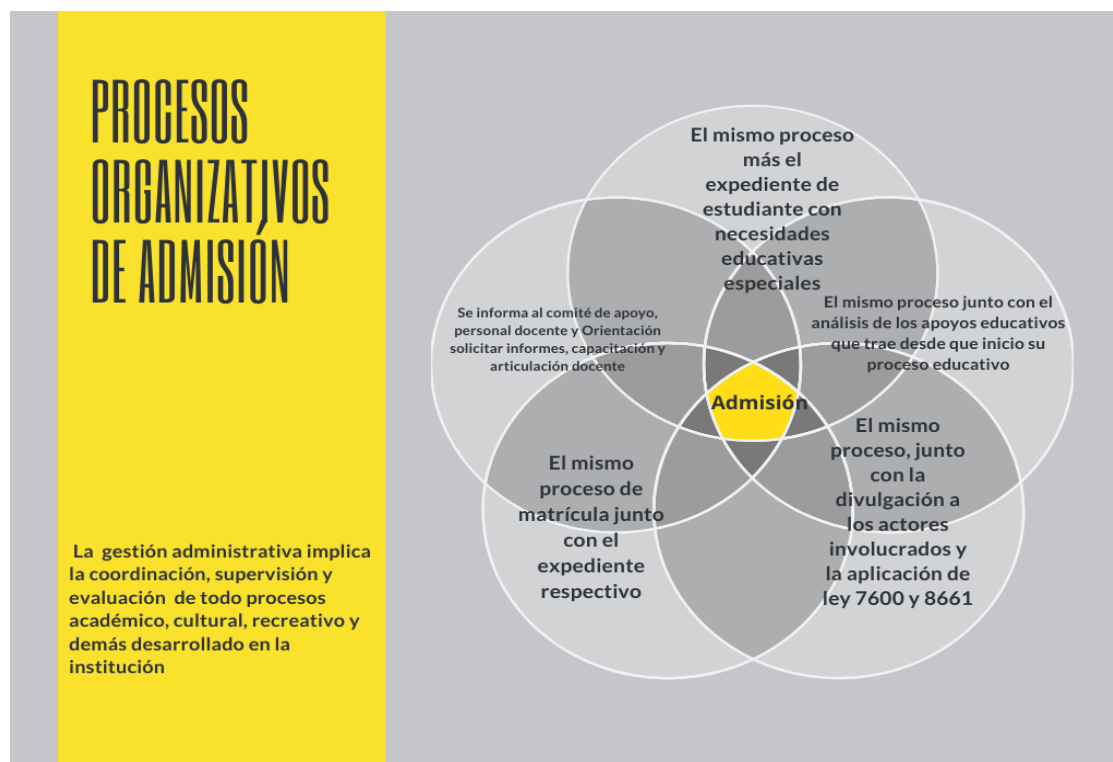 PROCESOS
ORGANIZATIVOS
DE ADMISIÓN
La gestión administrativa implica
la coordinación, supervisión y
evaluación de todo procesos
académico, cultural, recreativo y
demás desarrollado en la
institución
El mismo proceso
más el
expediente de
estudiante con
necesidades
educativas
especiales
Se informa al comité de apoyo,
personal docente y Orientación
solicitar informes, capacitación y
articulación docente
El mismo proceso junto con el
análisis de los apoyos educativos
que trae desde que inicio su
proceso educativo
Admisión
El mismo
proceso de
matrícula junto
con el
expediente
respectivo
El mismo
proceso, junto
con la
divulgación a
los actores
involucrados y
la aplicación de
ley 7600 y 8661